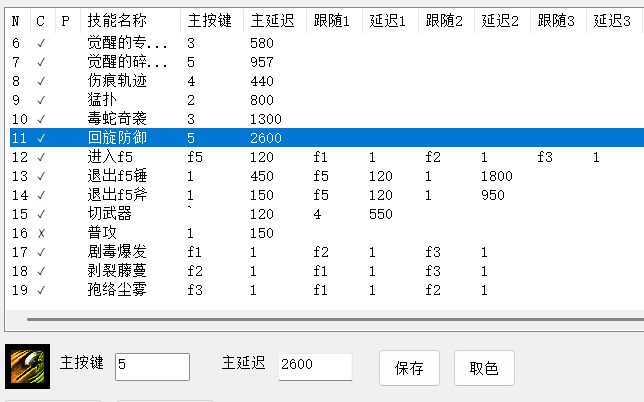 N C P 技能名称 主按键 主延迟 跟随1 延迟1 跟随2 延迟2 跟随3 延迟3
6 ✓ 觉醒的专... 3 580
7 ✓ 觉醒的碎... 5 957
8 ✓ 伤痕轨迹 4 440
9 ✓ 猛扑 2 800
10 ✓ 毒蛇奇袭 3 1300
11 ✓ 回旋防御 5 2600
12 ✓ 进入f5 f5 120 f1 1 f2 1 f3 1
13 ✓ 退出f5锤 1 450 f5 120 1 1800
14 ✓ 退出f5斧 1 150 f5 120 1 950
15 ✓ 切武器 ` 120 4 550
16 ✗ 普攻 1 150
17 ✓ 剧毒爆发 f1 1 f2 1 f3 1
18 ✓ 剥裂藤蔓 f2 1 f1 1 f3 1
19 ✓ 孢络尘雾 f3 1 f1 1 f2 1
主按键 5 主延迟 2600 保存 取色